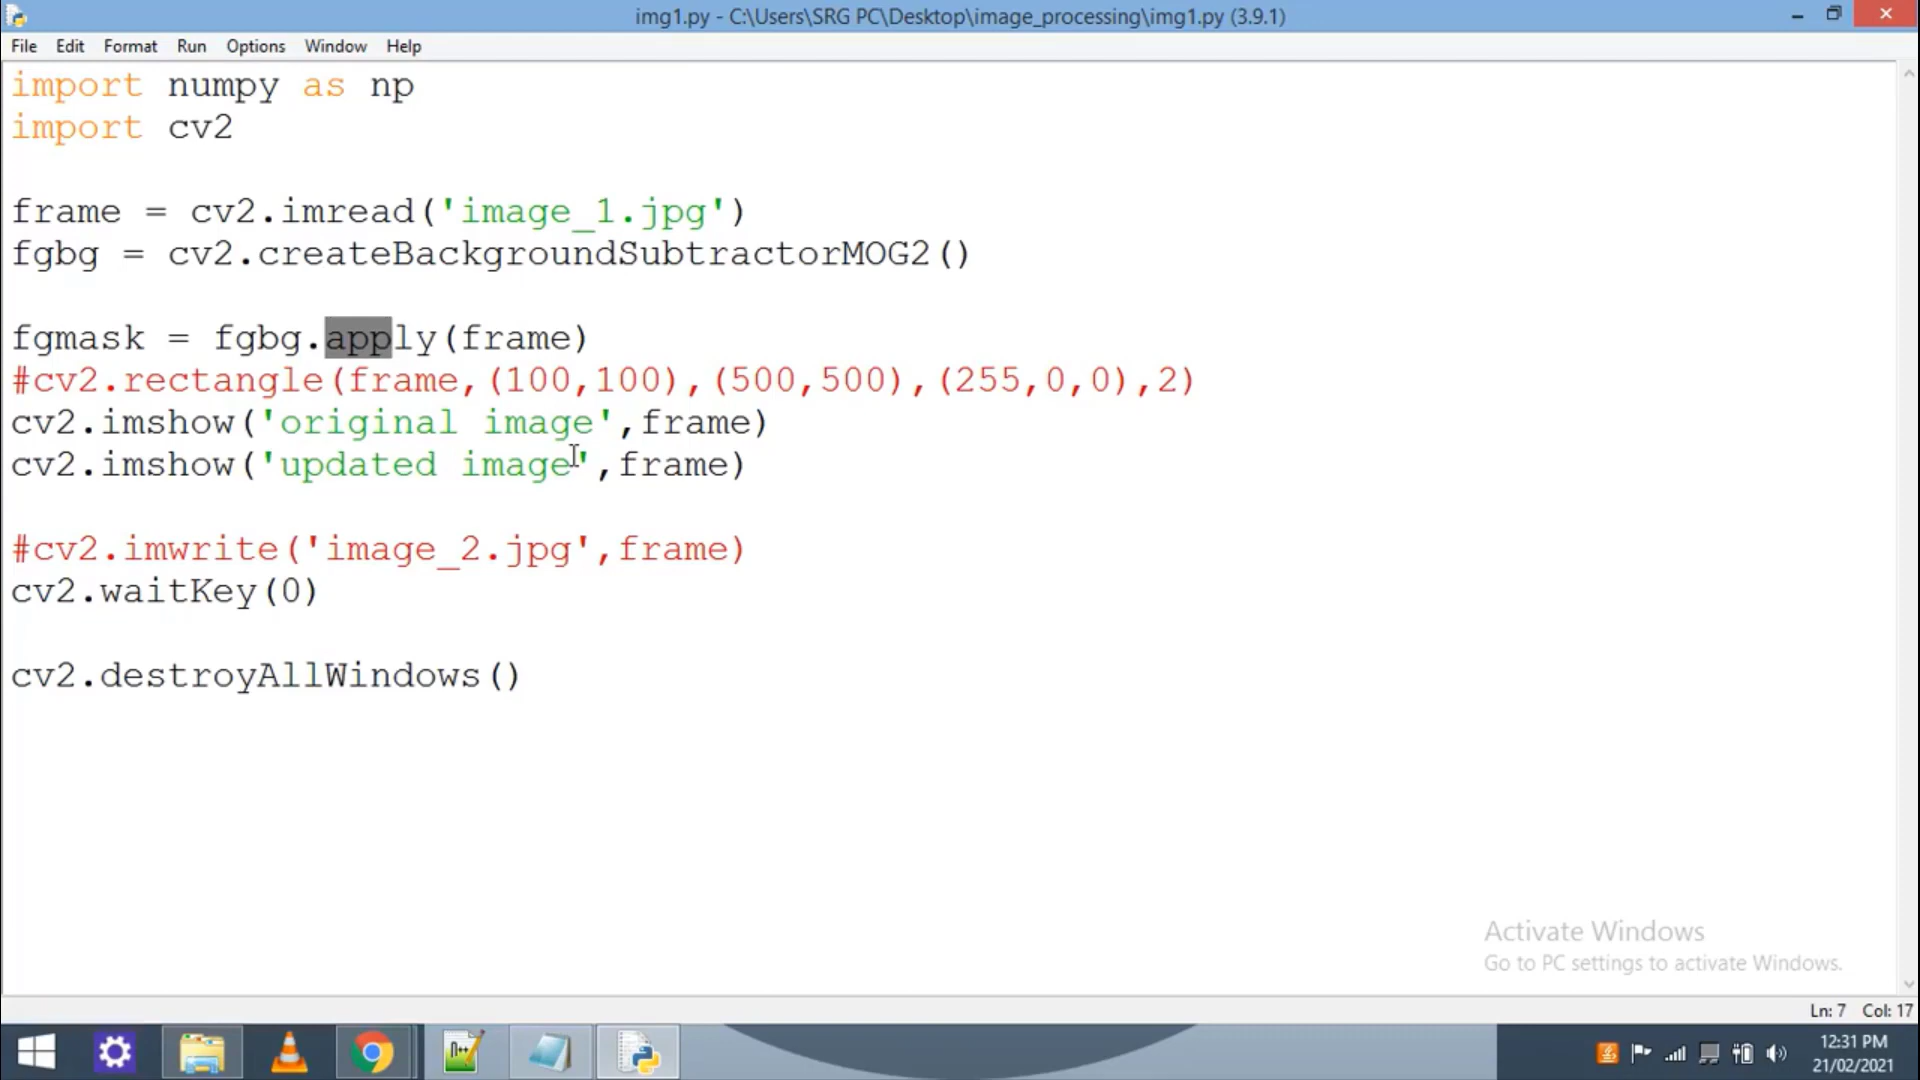 img1.py - C:\Users\SRG PC\Desktop\image_processing\img1.py (3.9.1)
File Edit Format Run Options Window Help
import numpy as np
import cv2
frame = cv2.imread('image_1.jpg')
fgbg = cv2.createBackgroundSubtractorMOG2()
fgmask = fgbg.apply(frame)
#cv2.rectangle(frame,(100,100),(500,500),(255,0,0),2)
cv2.imshow('original image',frame)
cv2.imshow('updated image',frame)
#cv2.imwrite('image_2.jpg',frame)
cv2.waitKey(0)
cv2.destroyAllWindows()
Activate Windows
Go to PC settings to activate Windows.
Ln: 7 Col: 17
12:31 PM
21/02/2021